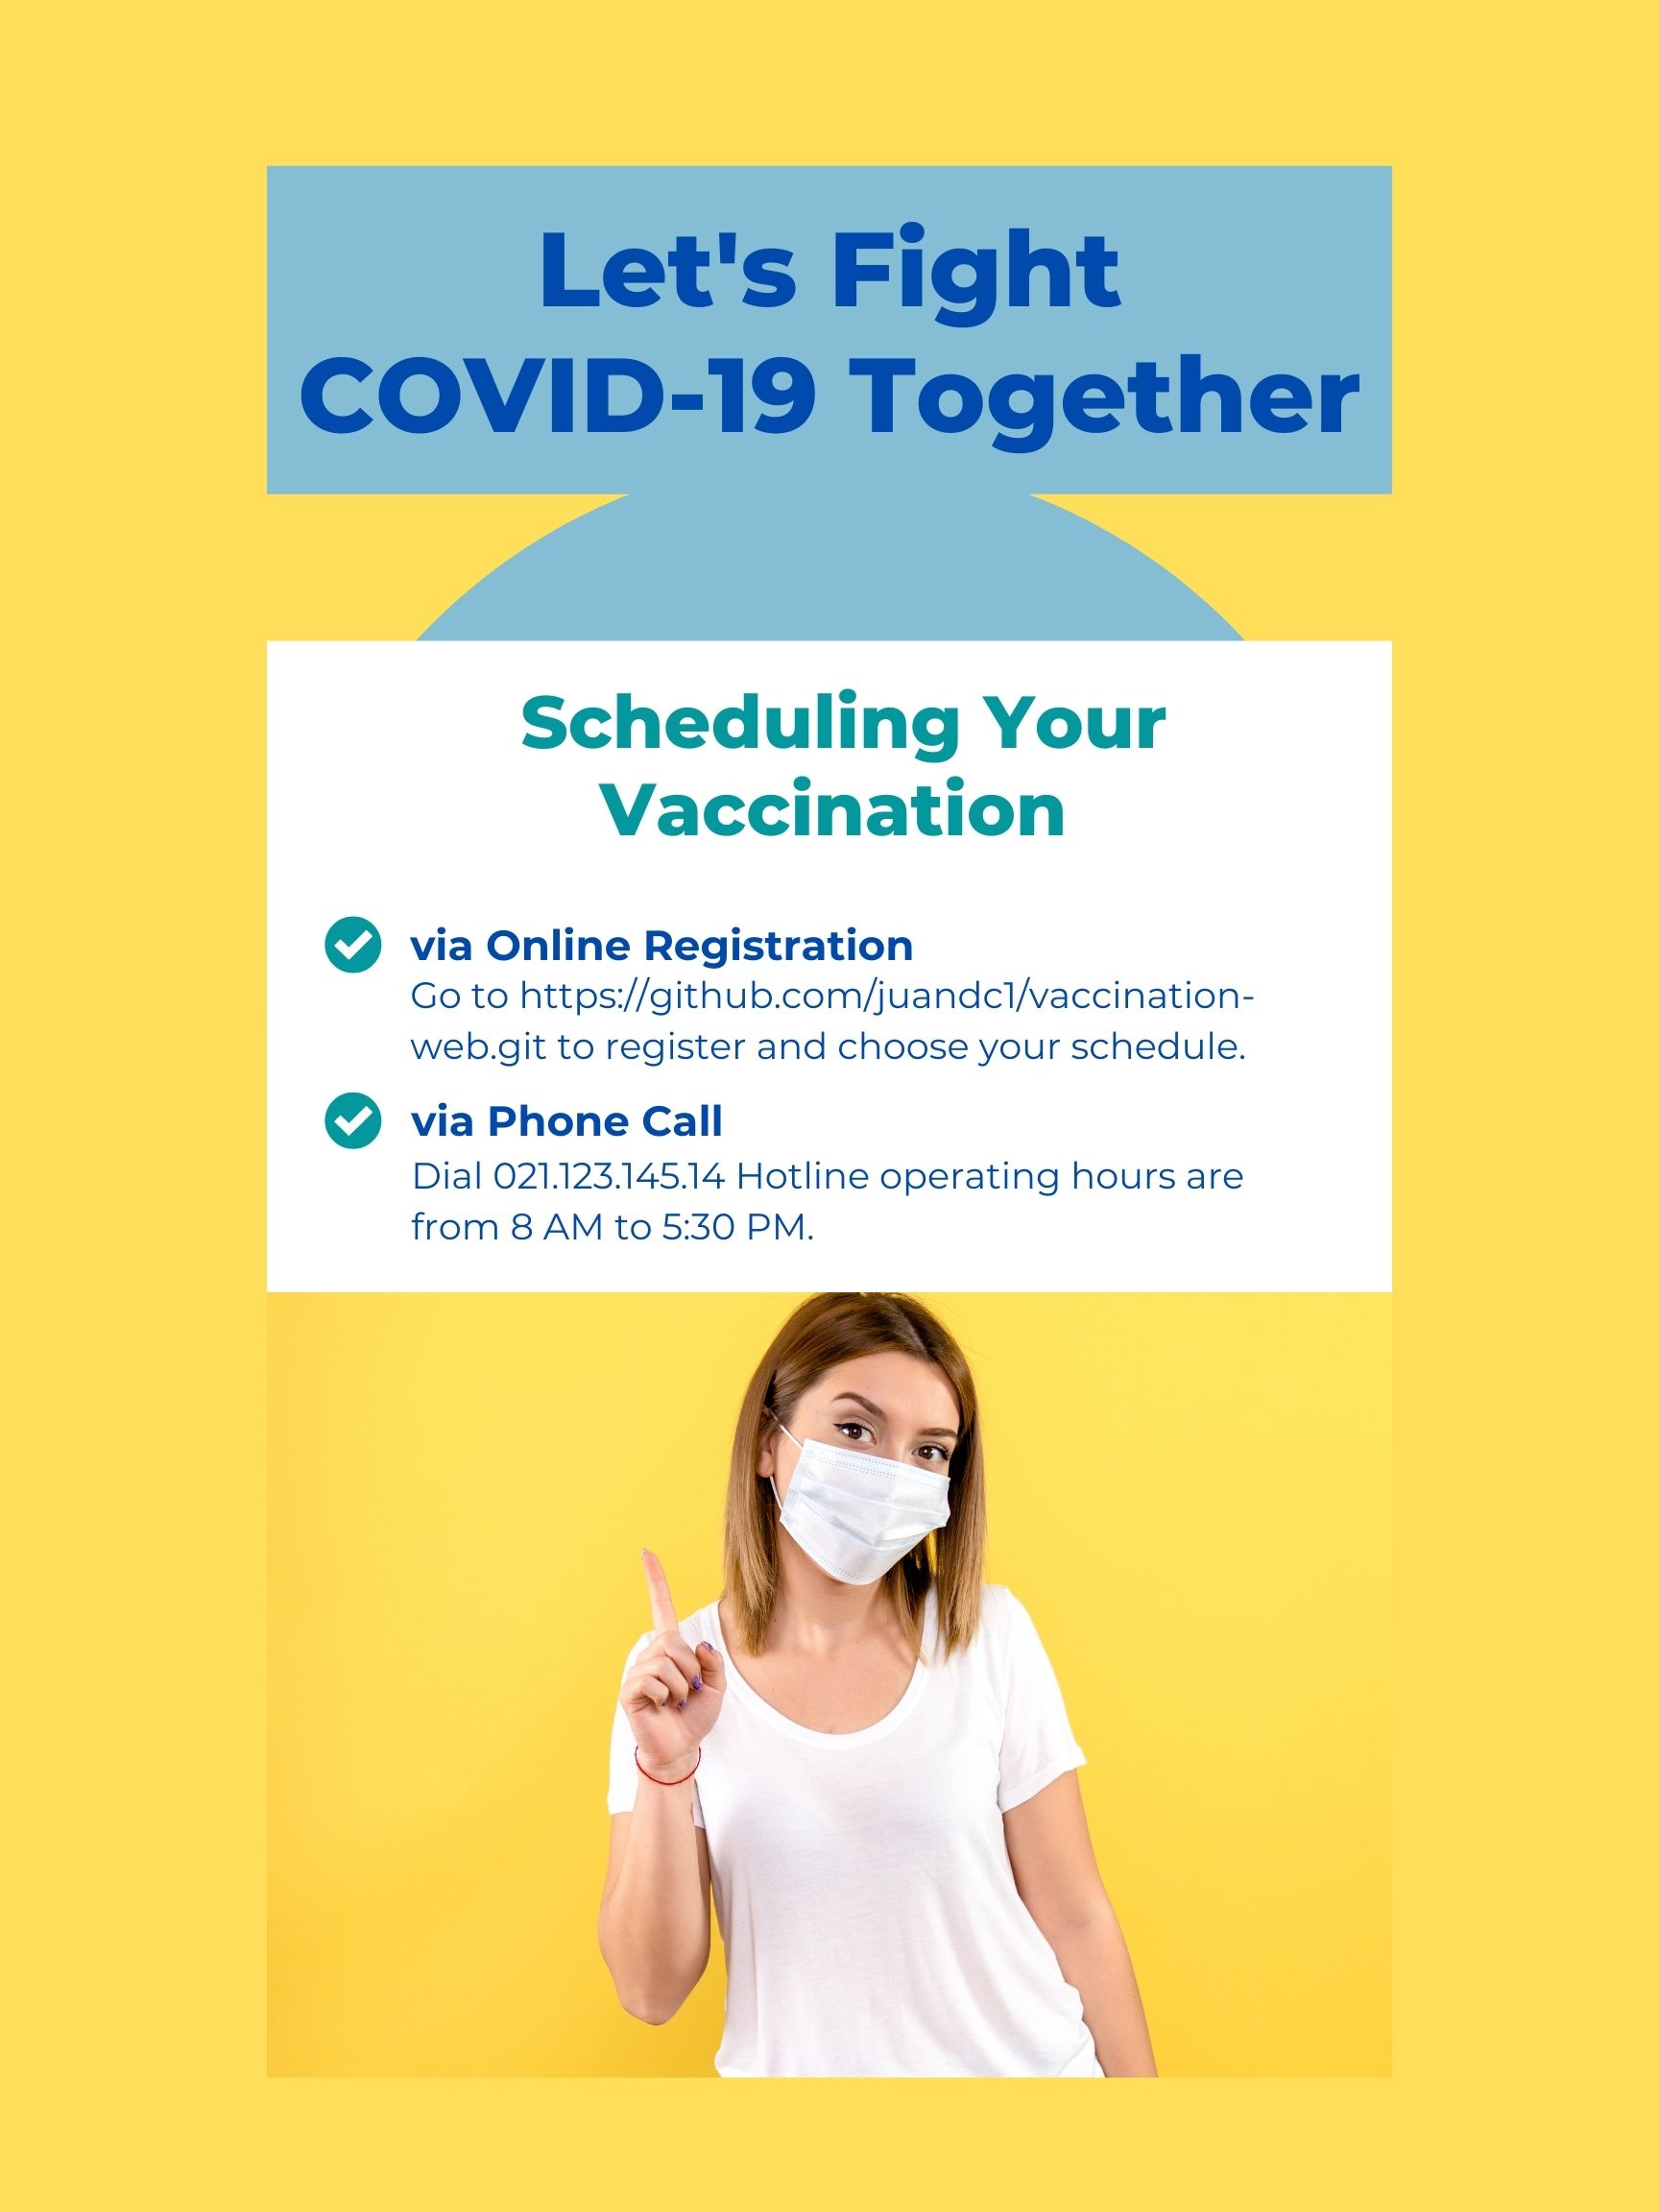 Let's Fight
COVID-19 Together
Scheduling Your
Vaccination
via Online Registration
Go to https://github.com/juandc1/vaccination-
web.git to register and choose your schedule.
via Phone Call
Dial 021.123.145.14 Hotline operating hours are
from 8 AM to 5:30 PM.